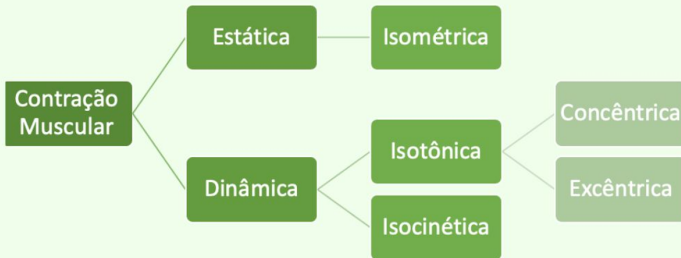 Contração
Muscular
Estática
Isométrica
Dinâmica
Isotônica
Isocinética
Concêntrica
Excêntrica